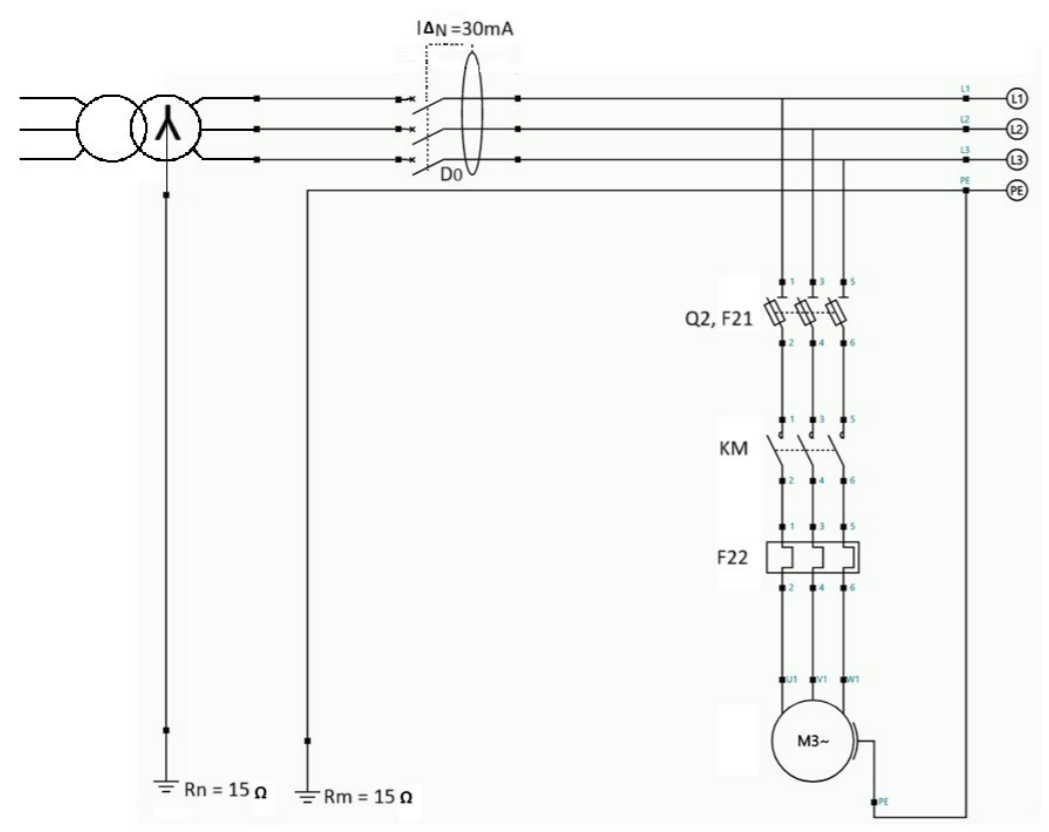 IΔN =30mA
L1
L1
L2
L2
L3
L3
D0
PE
PE
1 3 5
Q2, F21
2 4 6
1 3 5
KM
2 4 6
1 3 5
F22
2 4 6
U1 V1 W1
M3~
Rn = 15 Ω
Rm = 15 Ω
PE